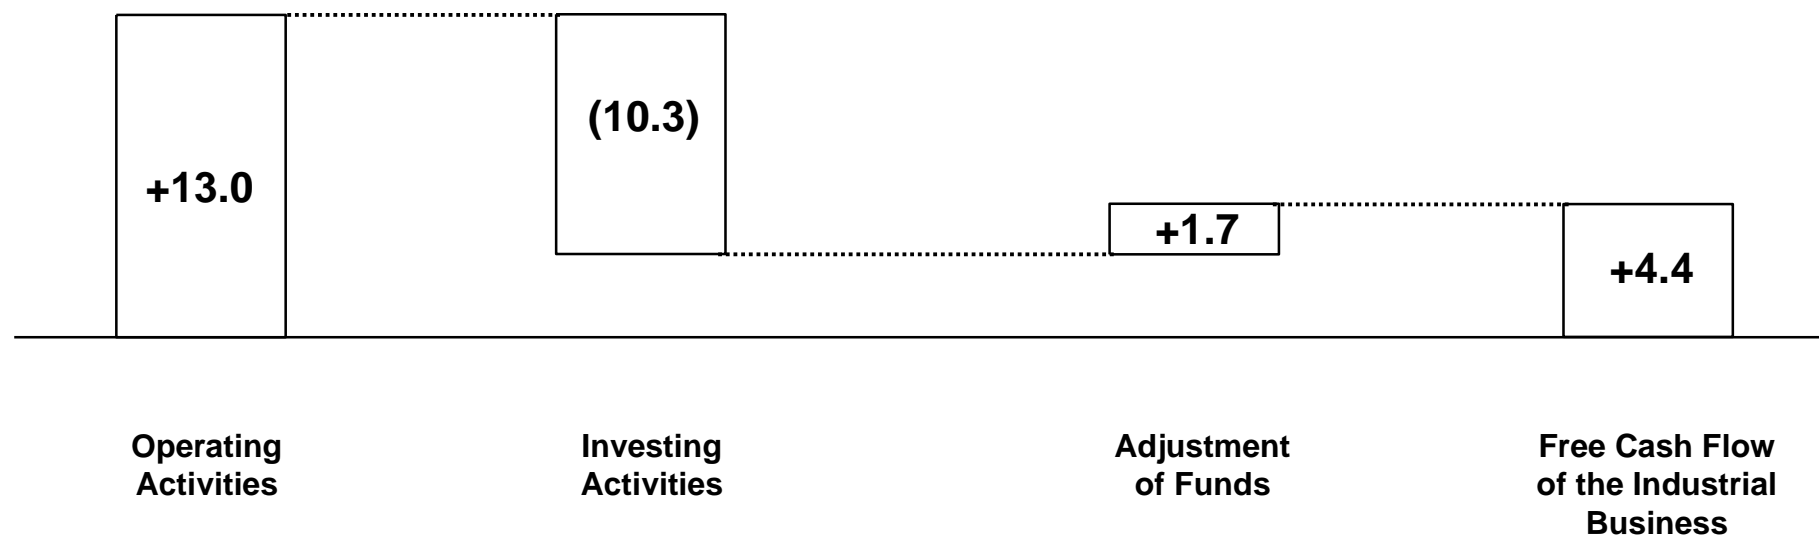 +13.0
(10.3)
+1.7
+4.4
Operating
Activities
Investing
Activities
Adjustment
of Funds
Free Cash Flow
of the Industrial
Business